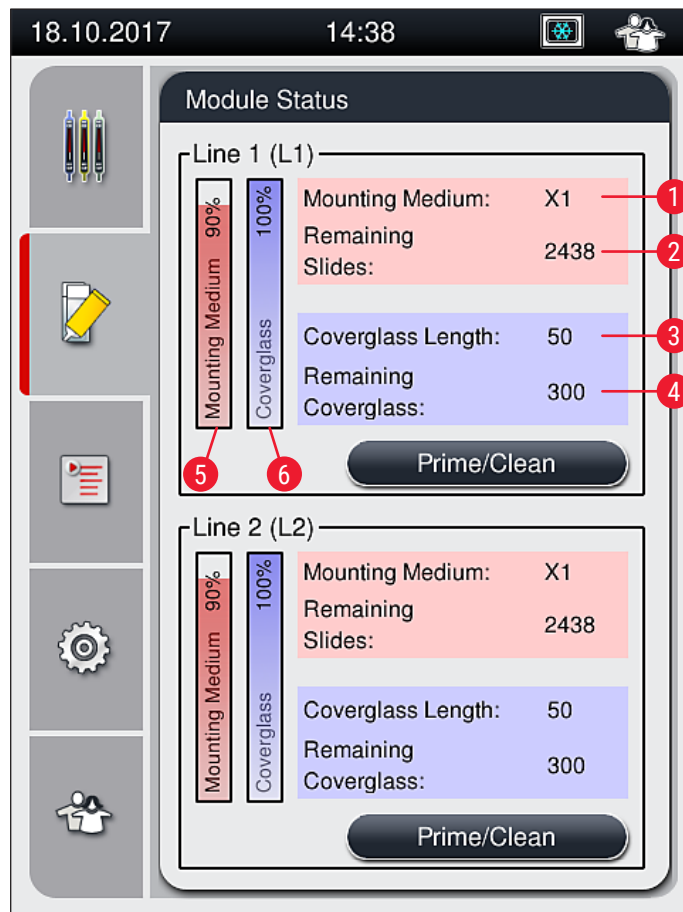 18.10.2017 14:38
Module Status
Line 1 (L1)
Mounting Medium 90%
Coverglass 100%
Mounting Medium: X1
1
Remaining
Slides: 2438
2
Coverglass Length: 50
3
Remaining
Coverglass: 300
4
5
6
Prime/Clean
Line 2 (L2)
Mounting Medium 90%
Coverglass 100%
Mounting Medium: X1
Remaining
Slides: 2438
Coverglass Length: 50
Remaining
Coverglass: 300
Prime/Clean